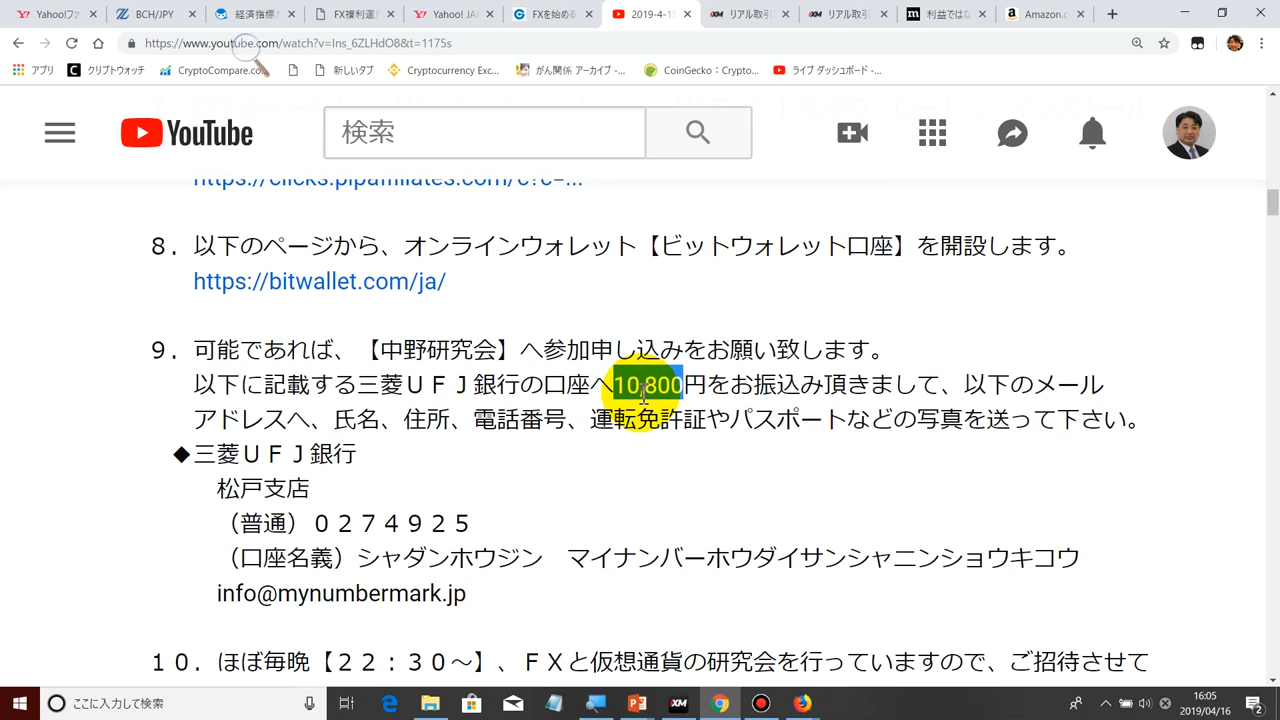 Yahoo!ファ
BCH/JPY
経済指標カ
FX複利運用
Yahoo! JA
FXを始める
2019-4-15
リアル取引
リアル取引
利益ではな
Amazon.co
https://www.youtube.com/watch?v=Ins_6ZLHdO8&t=1175s
アプリ
クリプトウォッチ
CryptoCompare.co
新しいタブ
Cryptocurrency Exc...
がん関係 アーカイブ - ...
CoinGecko：Crypto...
ライブ ダッシュボード - ...
YouTube
検索
https://clicks.pipaffiliates.com/c?c=...
８．以下のページから、オンラインウォレット【ビットウォレット口座】を開設します。
https://bitwallet.com/ja/
９．可能であれば、【中野研究会】へ参加申し込みをお願い致します。
以下に記載する三菱ＵＦＪ銀行の口座へ10,800円をお振込み頂きまして、以下のメール
アドレスへ、氏名、住所、電話番号、運転免許証やパスポートなどの写真を送って下さい。
◆三菱ＵＦＪ銀行
松戸支店
（普通）０２７４９２５
（口座名義）シャダンホウジン　マイナンバーホウダイサンシャニンショウキコウ
info@mynumbermark.jp
１０．ほぼ毎晩【２２：３０～】、ＦＸと仮想通貨の研究会を行っていますので、ご招待させて
ここに入力して検索
16:05
2019/04/16